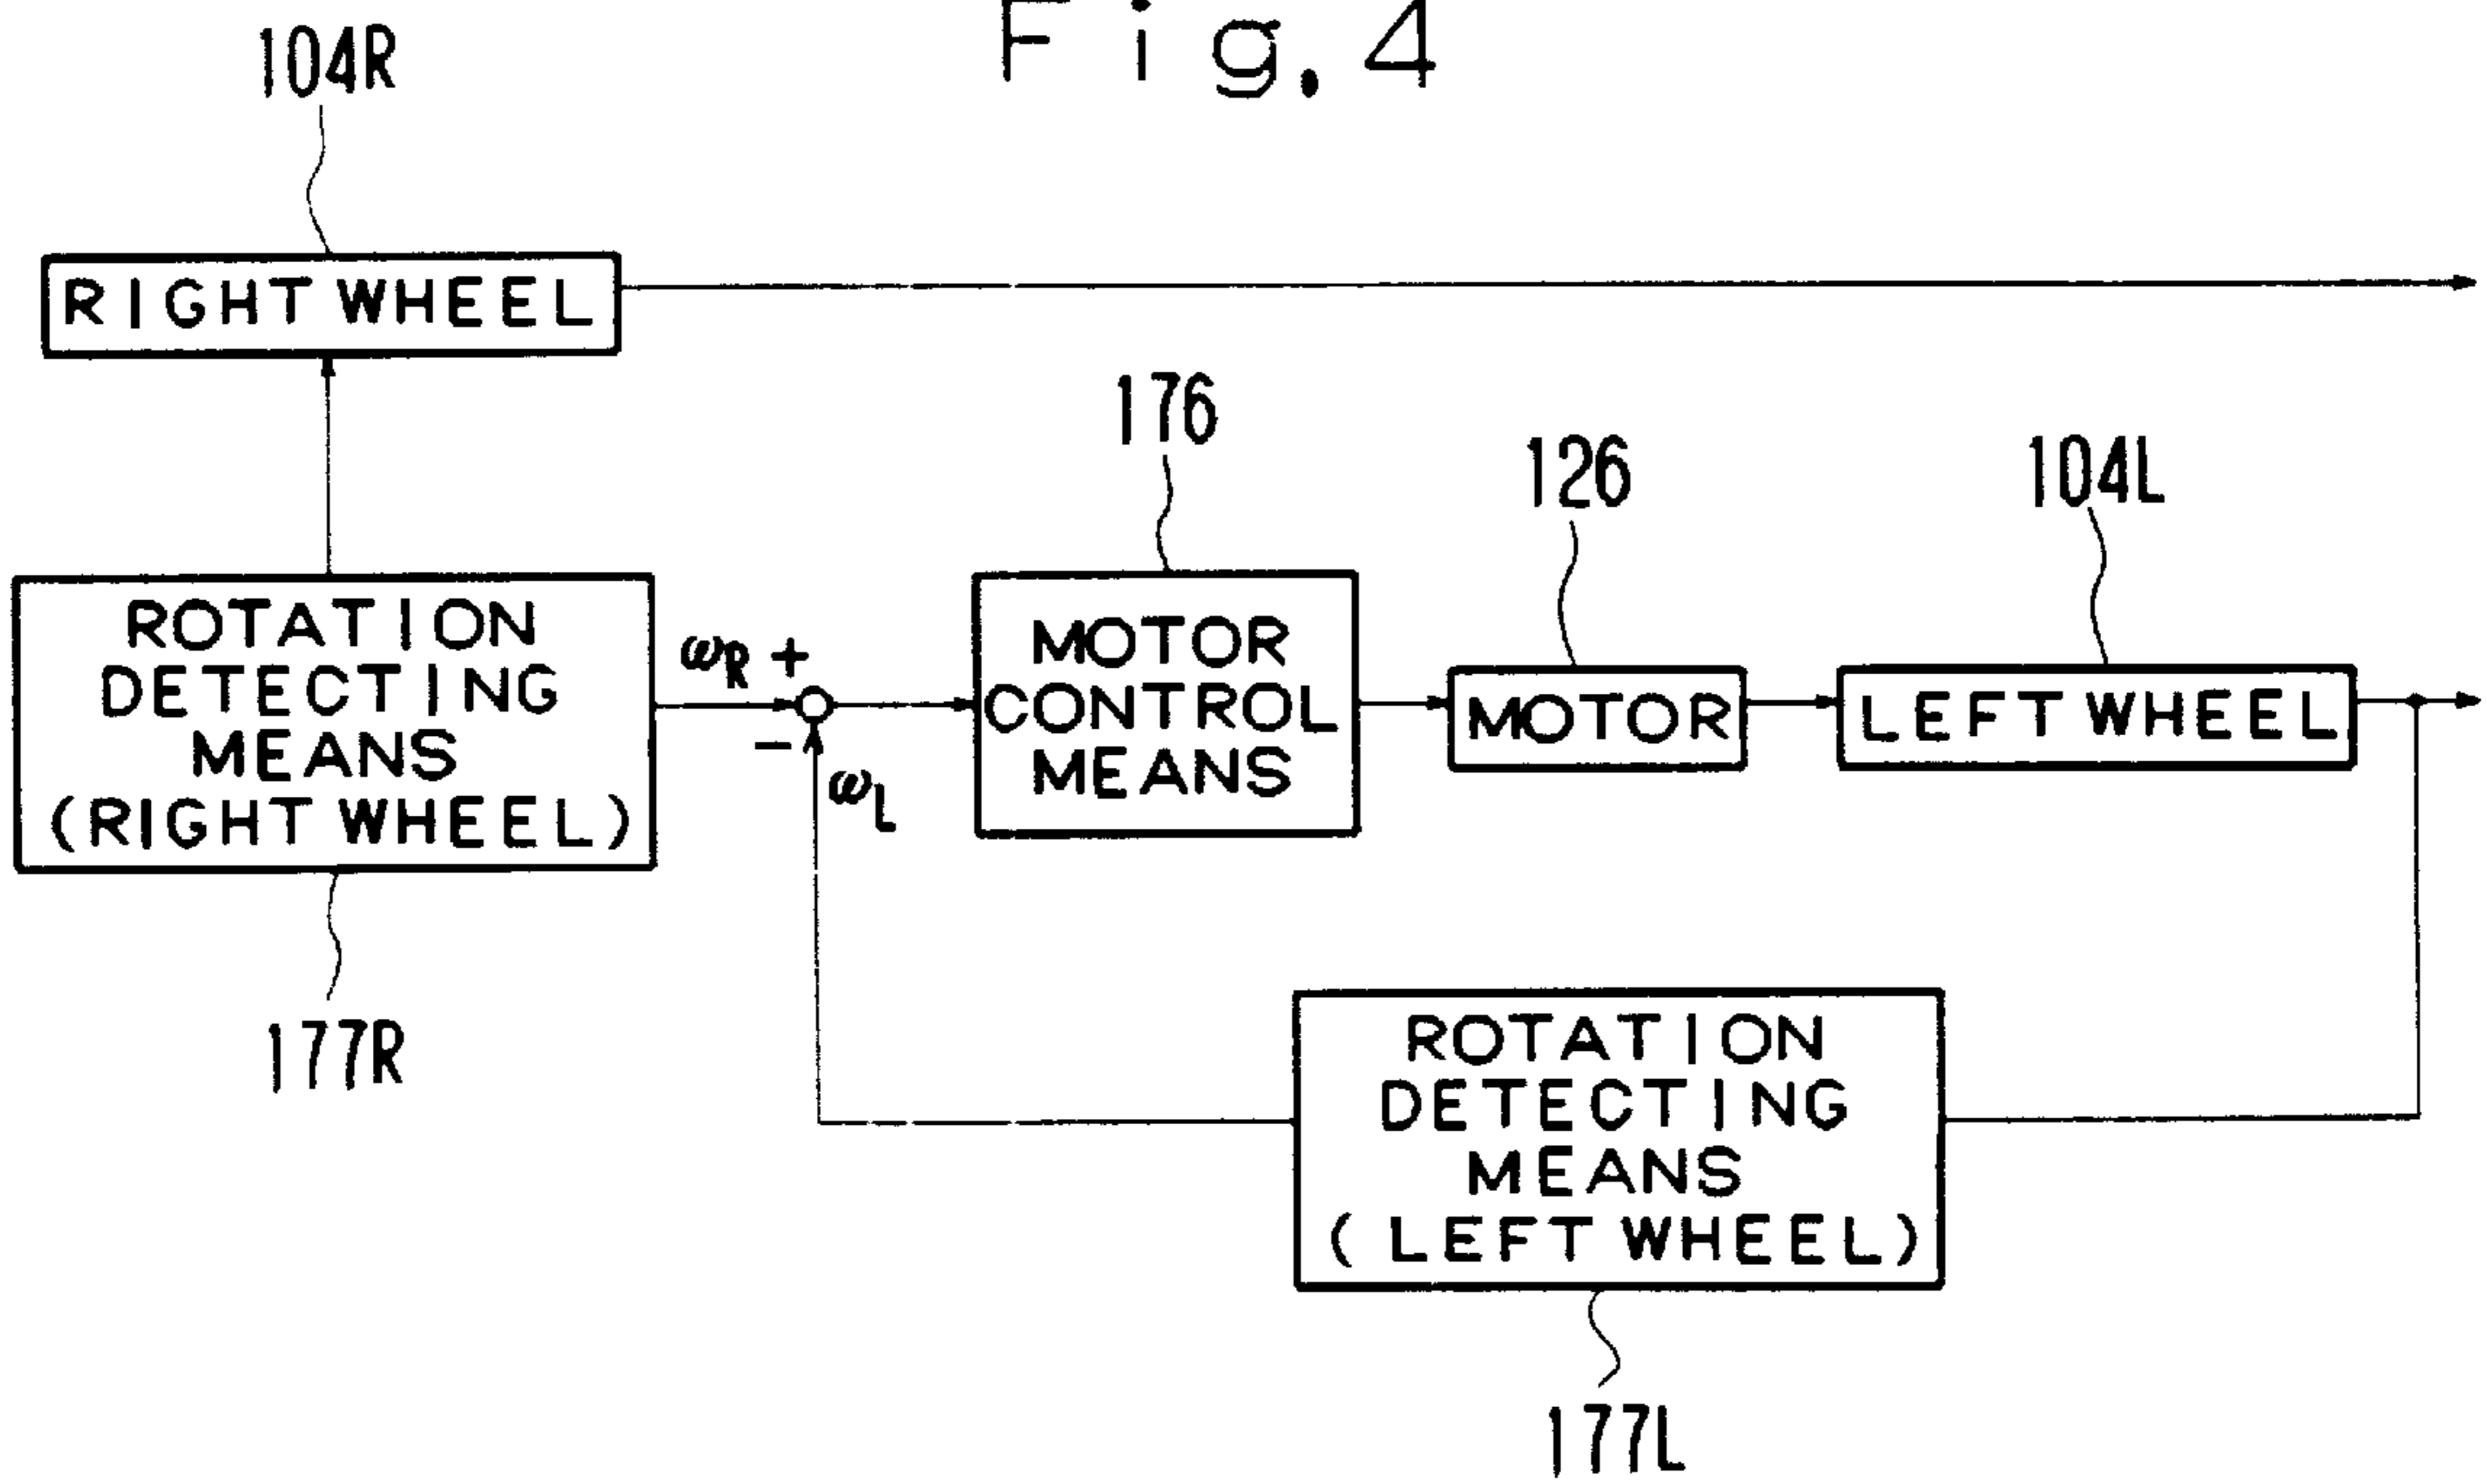 Fig.4
104R
RIGHT WHEEL
176
126
104L
ROTATION
DETECTING
MEANS
(RIGHT WHEEL)
ωR +
−
ωL
MOTOR
CONTROL
MEANS
MOTOR
LEFT WHEEL
177R
ROTATION
DETECTING
MEANS
(LEFT WHEEL)
177L